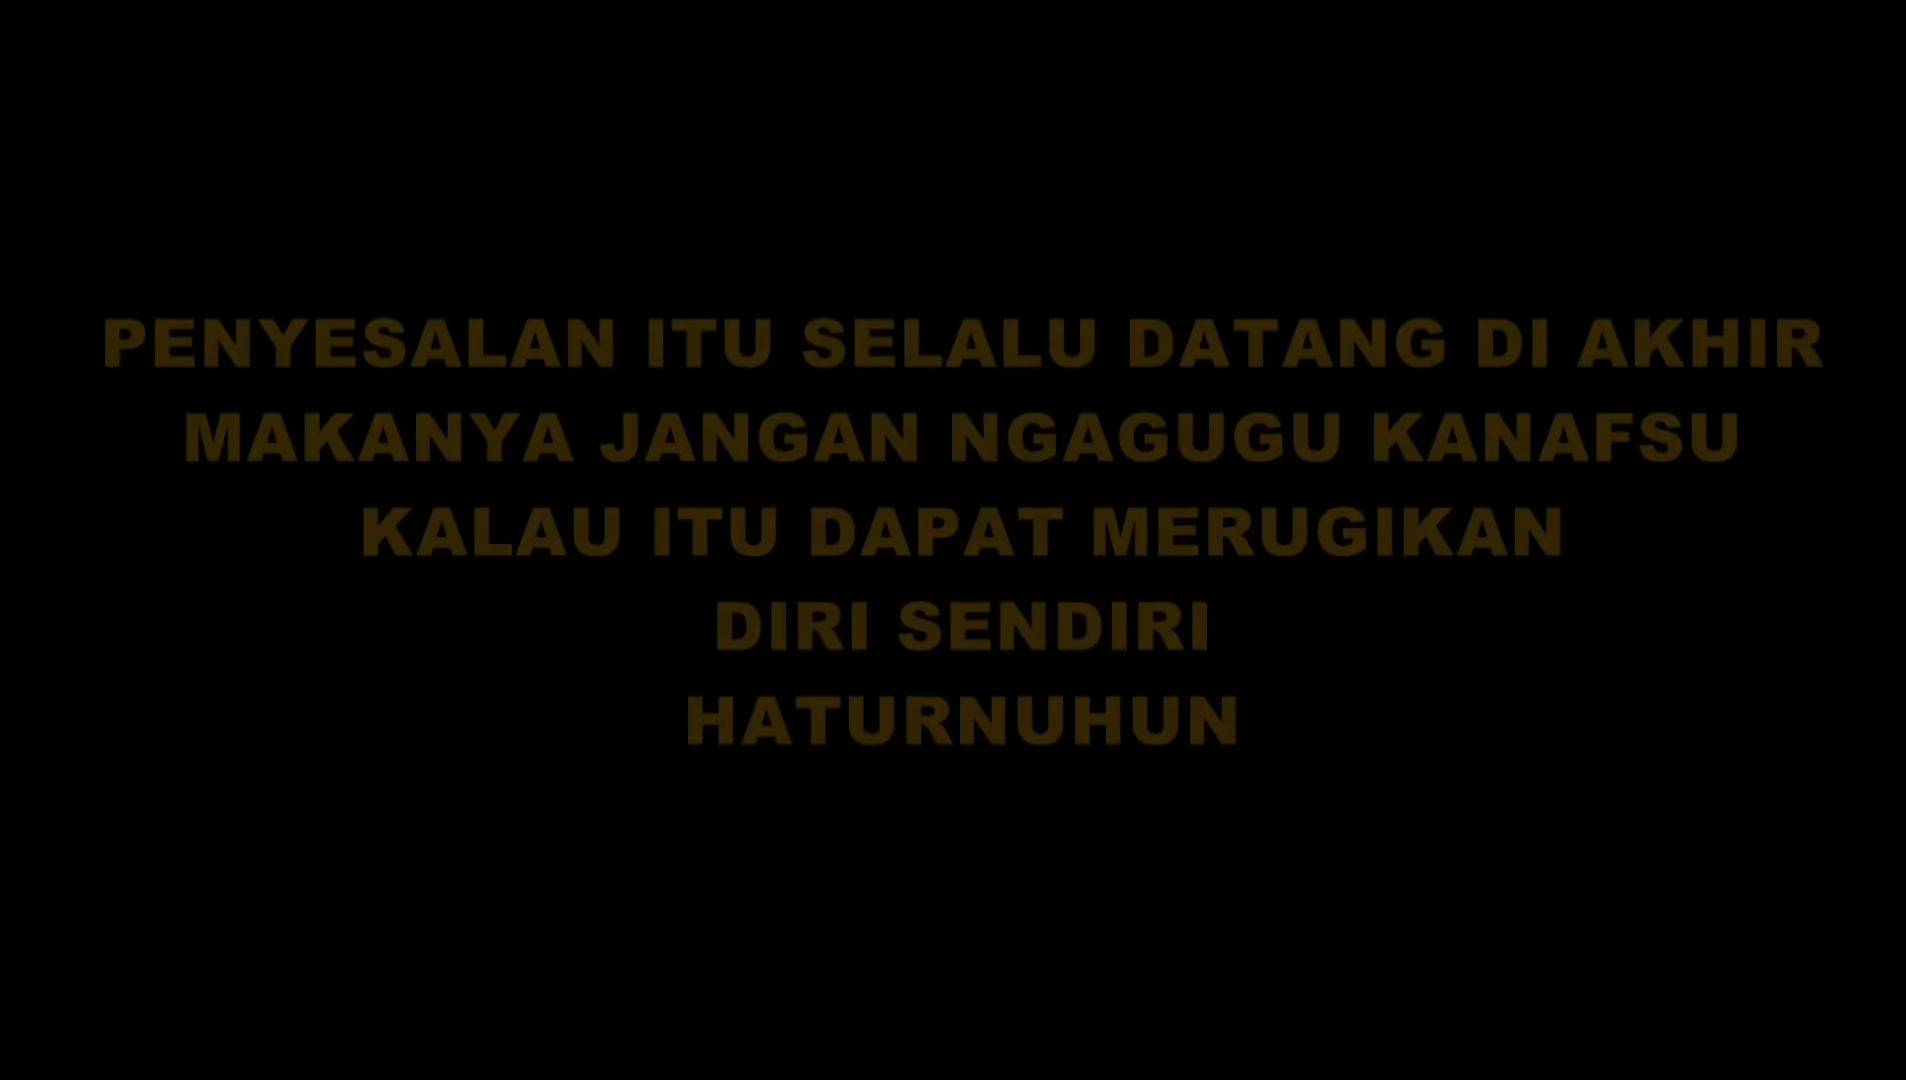 PENYESALAN ITU SELALU DATANG DI AKHIR
MAKANYA JANGAN NGAGUGU KANAFSU
KALAU ITU DAPAT MERUGIKAN
DIRI SENDIRI
HATURNUHUN